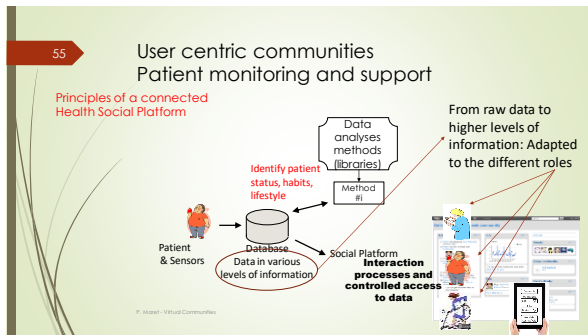 55
User centric communities
Patient monitoring and support
Principles of a connected
Health Social Platform
From raw data to
higher levels of
information: Adapted
to the different roles
Data
analyses
methods
(libraries)
Identify patient
status, habits,
lifestyle
Method
#i
Patient
& Sensors
Database
Data in various
levels of information
Social Platform
Interaction
processes and
controlled access
to data
P. Maret - Virtual Communities